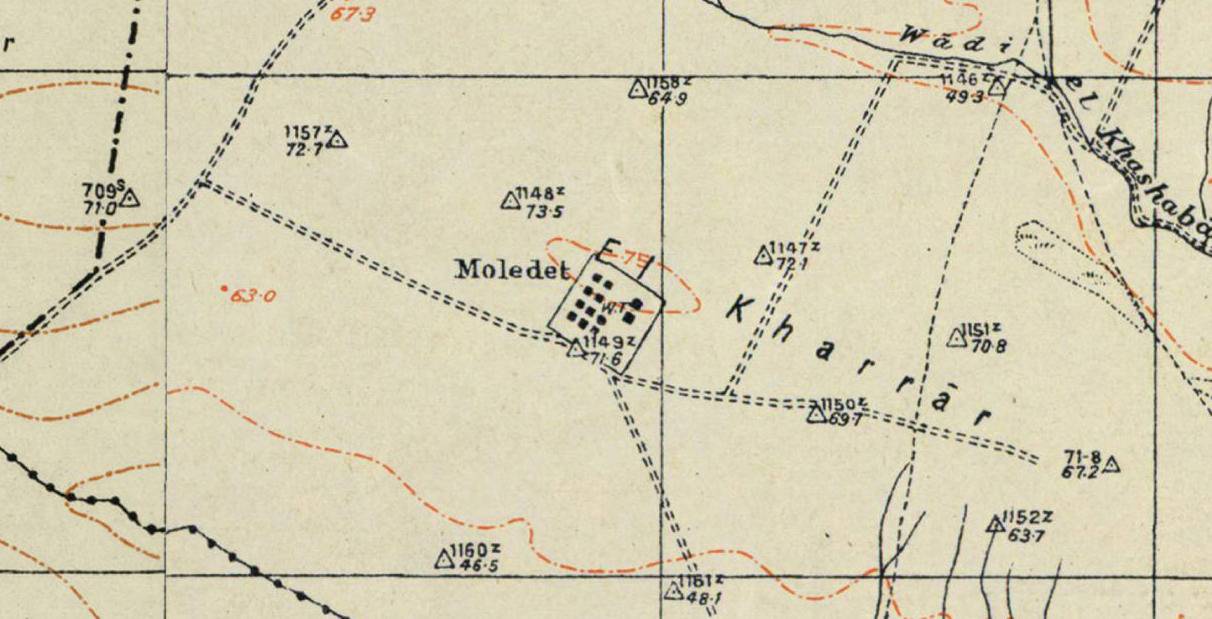 67·3
r
Wādi
el
Khashabā
1158z
64·9
1146z
49·3
1157z
72·7
709s
71·0
1148z
73·5
1147z
72·1
E l
75
Moledet
63·0
Kharrār
1149z
71·6
1151z
70·8
1150z
69·7
71-8
67·2
1152z
63·7
1160z
46·5
1161z
48·1